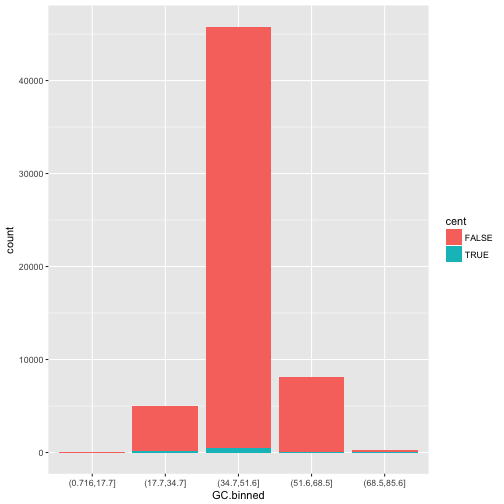 40000
30000
20000
10000
0
count
(0.716,17.7]
(17.7,34.7]
(34.7,51.6]
(51.6,68.5]
(68.5,85.6]
GC.binned
cent
FALSE
TRUE